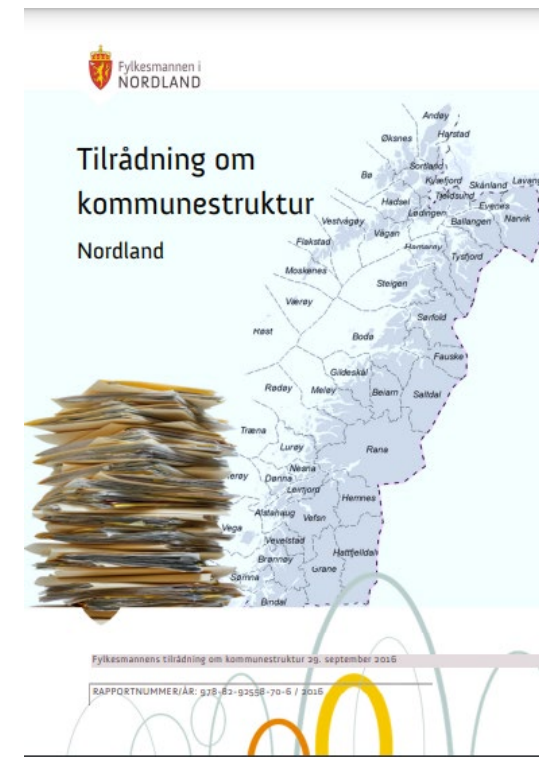 Fylkesmannen i
NORDLAND
Tilrådning om
kommunestruktur
Nordland
Andøy
Øksnes
Harstad
Sortland
Bø
Kvæfjord
Skånland
Lavang
Tjeldsund
Hadsel
Evenes
Lødingen
Ballangen
Narvik
Vestvågøy
Vågan
Flakstad
Hamarøy
Tysfjord
Moskenes
Steigen
Værøy
Sørfold
Røst
Bodø
Fauske
Gildeskål
Rødøy
Meløy
Beiarn
Saltdal
Træna
Lurøy
Rana
Nesna
erøy
Dønna
Leirfjord
Hemnes
Alstahaug
Vefsn
Vega
Vevelstad
Hattfjelldal
Brønnøy
Grane
Sømna
Bindal
Fylkesmannens tilrådning om kommunestruktur 29. september 2016
RAPPORTNUMMER/ÅR: 978-82-92558-70-6 / 2016